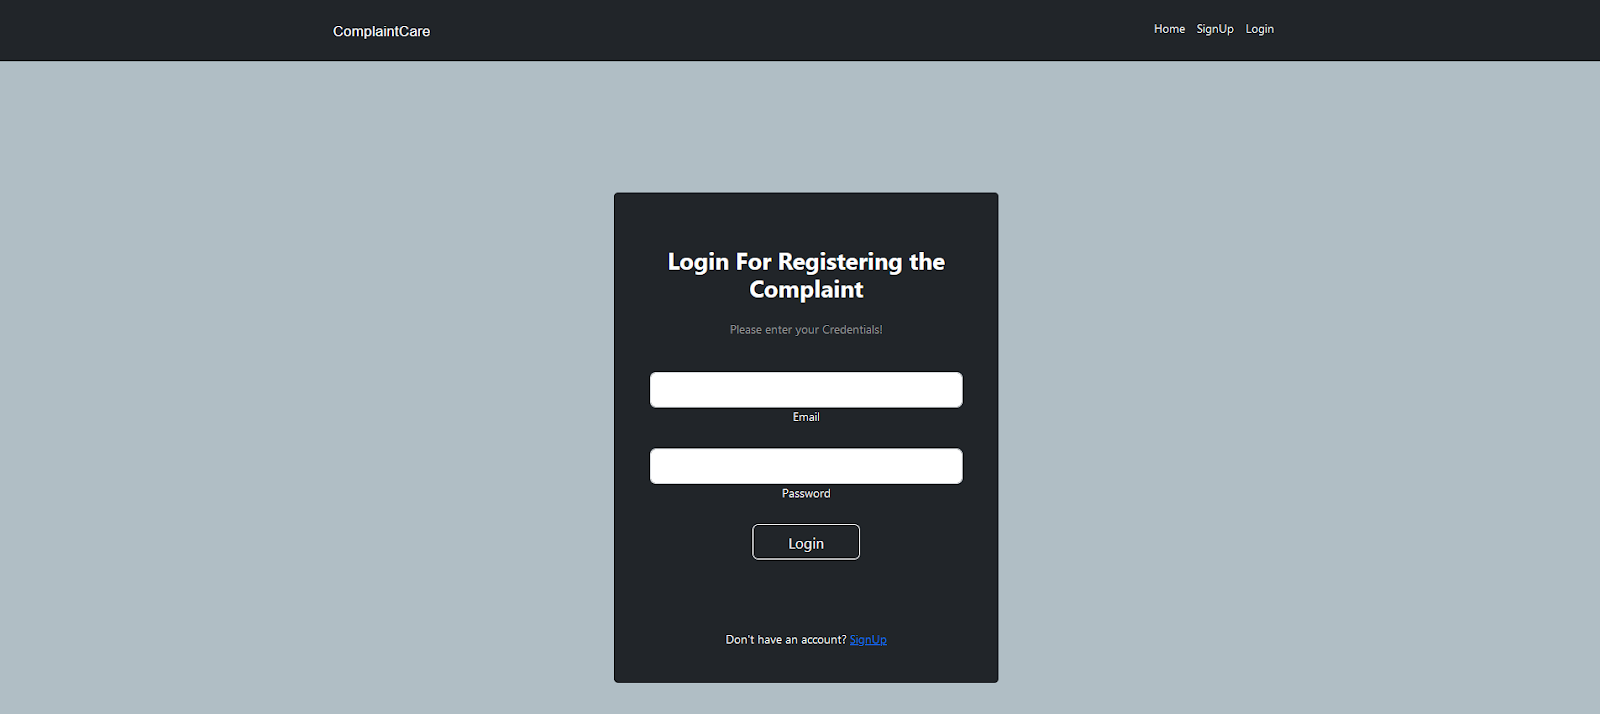 ComplaintCare
Home SignUp Login
Login For Registering the
Complaint
Please enter your Credentials!
Email
Password
Login
Don't have an account? SignUp